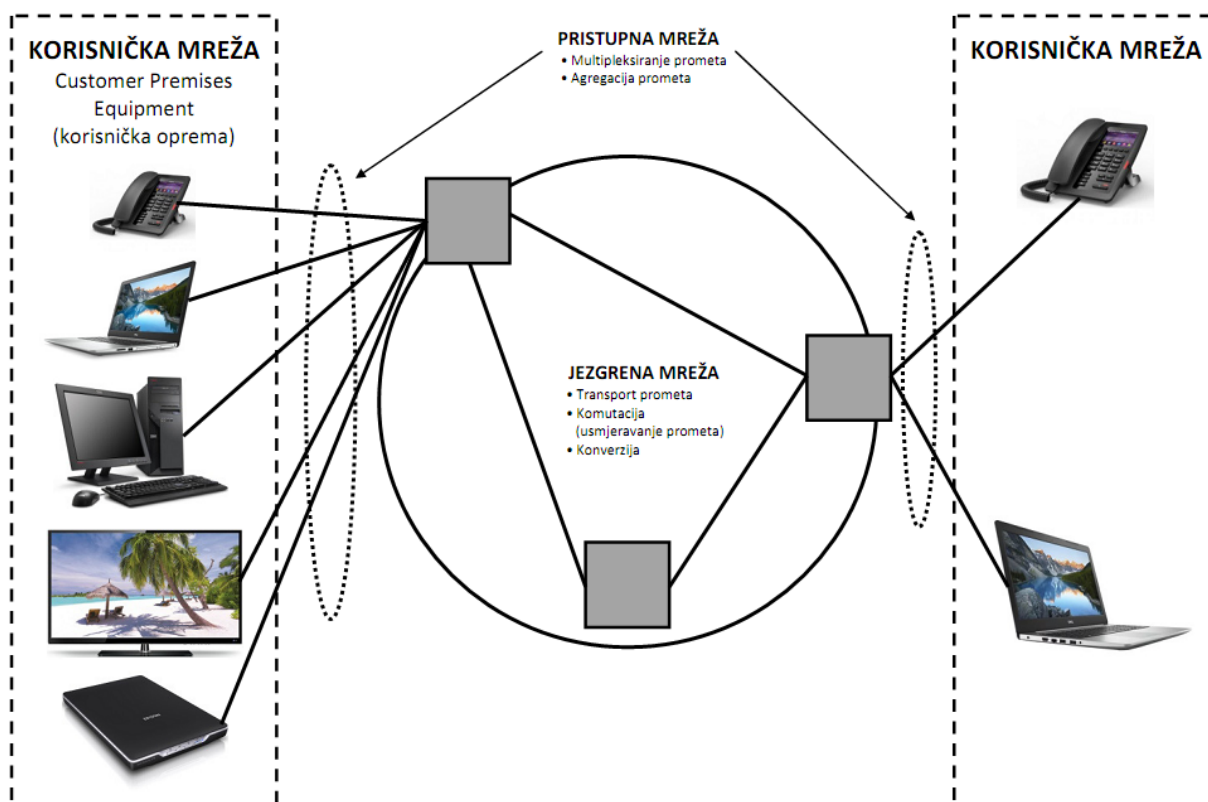 KORISNIČKA MREŽA
Customer Premises
Equipment
(korisnička oprema)
PRISTUPNA MREŽA
• Multipleksiranje prometa
• Agregacija prometa
KORISNIČKA MREŽA
JEZGRENA MREŽA
• Transport prometa
• Komutacija
(usmjeravanje prometa)
• Konverzija
EPSON